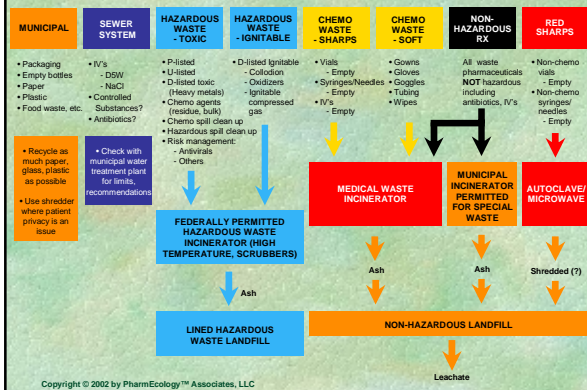 MUNICIPAL
• Packaging
• Empty bottles
• Paper
• Plastic
• Food waste, etc.
• Recycle as
much paper,
glass, plastic
as possible
• Use shredder
where patient
privacy is an
issue
SEWER
SYSTEM
• IV's
- D5W
- NaCl
• Controlled
Substances?
• Antibiotics?
• Check with
municipal water
treatment plant
for limits,
recommendations
HAZARDOUS
WASTE
- TOXIC
• P-listed
• U-listed
• D-listed toxic
(Heavy metals)
• Chemo agents
(residue, bulk)
• Chemo spill clean up
• Hazardous spill clean up
• Risk management:
- Antivirals
- Others
HAZARDOUS
WASTE
- IGNITABLE
• D-listed Ignitable
- Collodion
- Oxidizers
- Ignitable
compressed
gas
CHEMO
WASTE
- SHARPS
• Vials
- Empty
• Syringes/Needles
- Empty
• IV's
- Empty
CHEMO
WASTE
- SOFT
• Gowns
• Gloves
• Goggles
• Tubing
• Wipes
NON-
HAZARDOUS
RX
All waste
pharmaceuticals
NOT hazardous
including
antibiotics, IV's
RED
SHARPS
• Non-chemo
vials
- Empty
• Non-chemo
syringes/
needles
- Empty
FEDERALLY PERMITTED
HAZARDOUS WASTE
INCINERATOR (HIGH
TEMPERATURE, SCRUBBERS)
MEDICAL WASTE
INCINERATOR
MUNICIPAL
INCINERATOR
PERMITTED
FOR SPECIAL
WASTE
AUTOCLAVE/
MICROWAVE
Ash
Ash
Ash
Shredded (?)
LINED HAZARDOUS
WASTE LANDFILL
NON-HAZARDOUS LANDFILL
Leachate
Copyright © 2002 by PharmEcology™ Associates, LLC